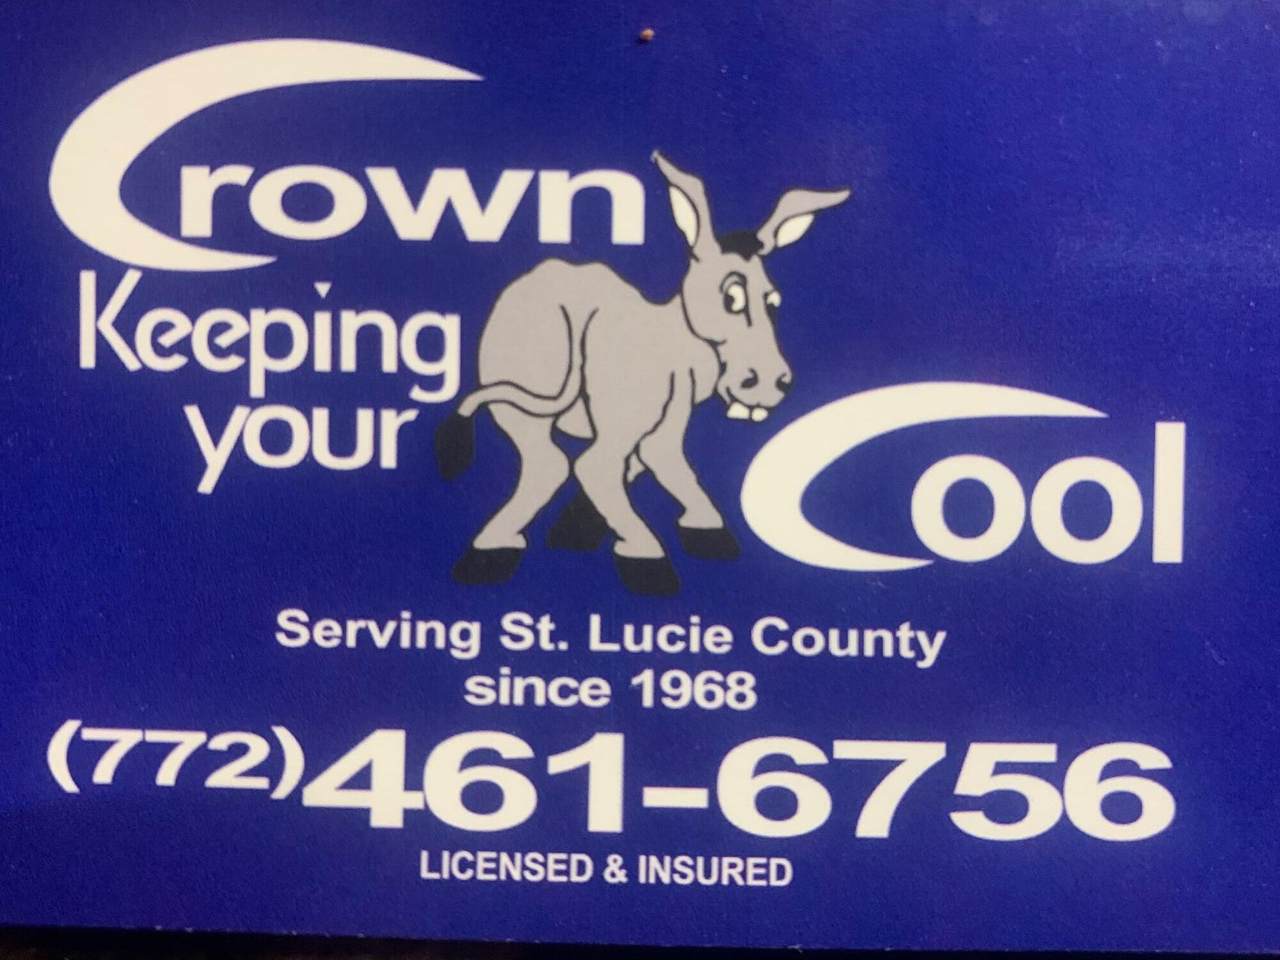 Crown
Keeping
your
Cool
Serving St. Lucie County
since 1968
(772)461-6756
LICENSED & INSURED